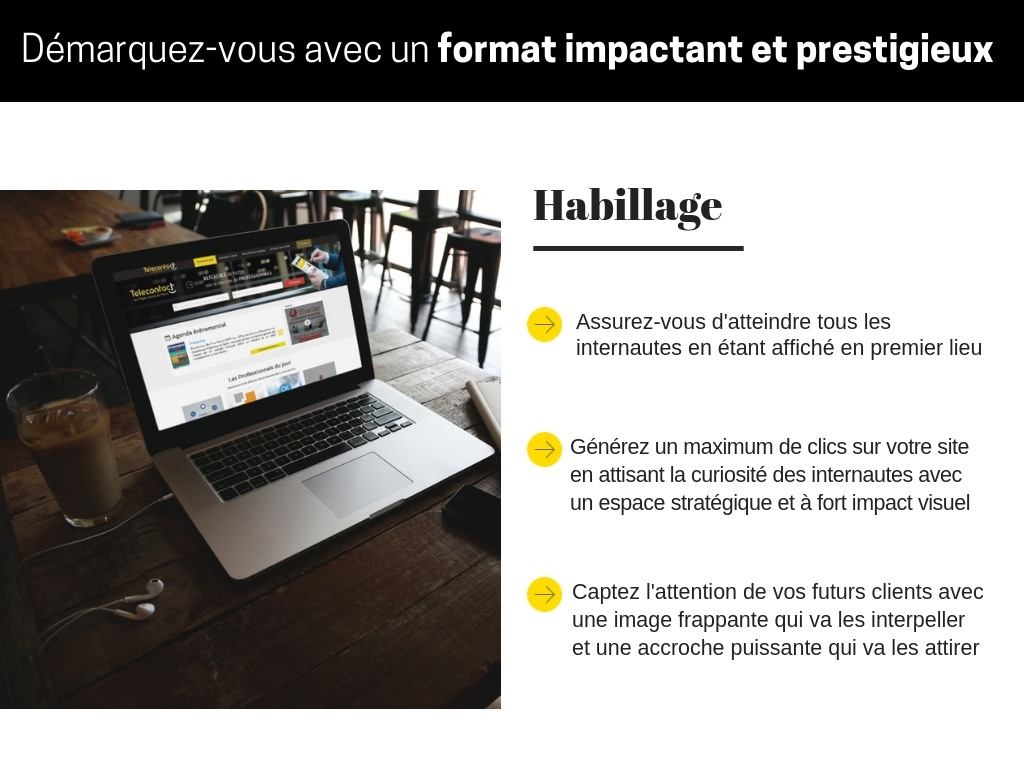 Démarquez-vous avec un format impactant et prestigieux
Habillage
Assurez-vous d'atteindre tous les
internautes en étant affiché en premier lieu
Générez un maximum de clics sur votre site
en attisant la curiosité des internautes avec
un espace stratégique et à fort impact visuel
Captez l'attention de vos futurs clients avec
une image frappante qui va les interpeller
et une accroche puissante qui va les attirer
Telecontact
Telecontact
Agenda événementiel
Les Professionnels du jour